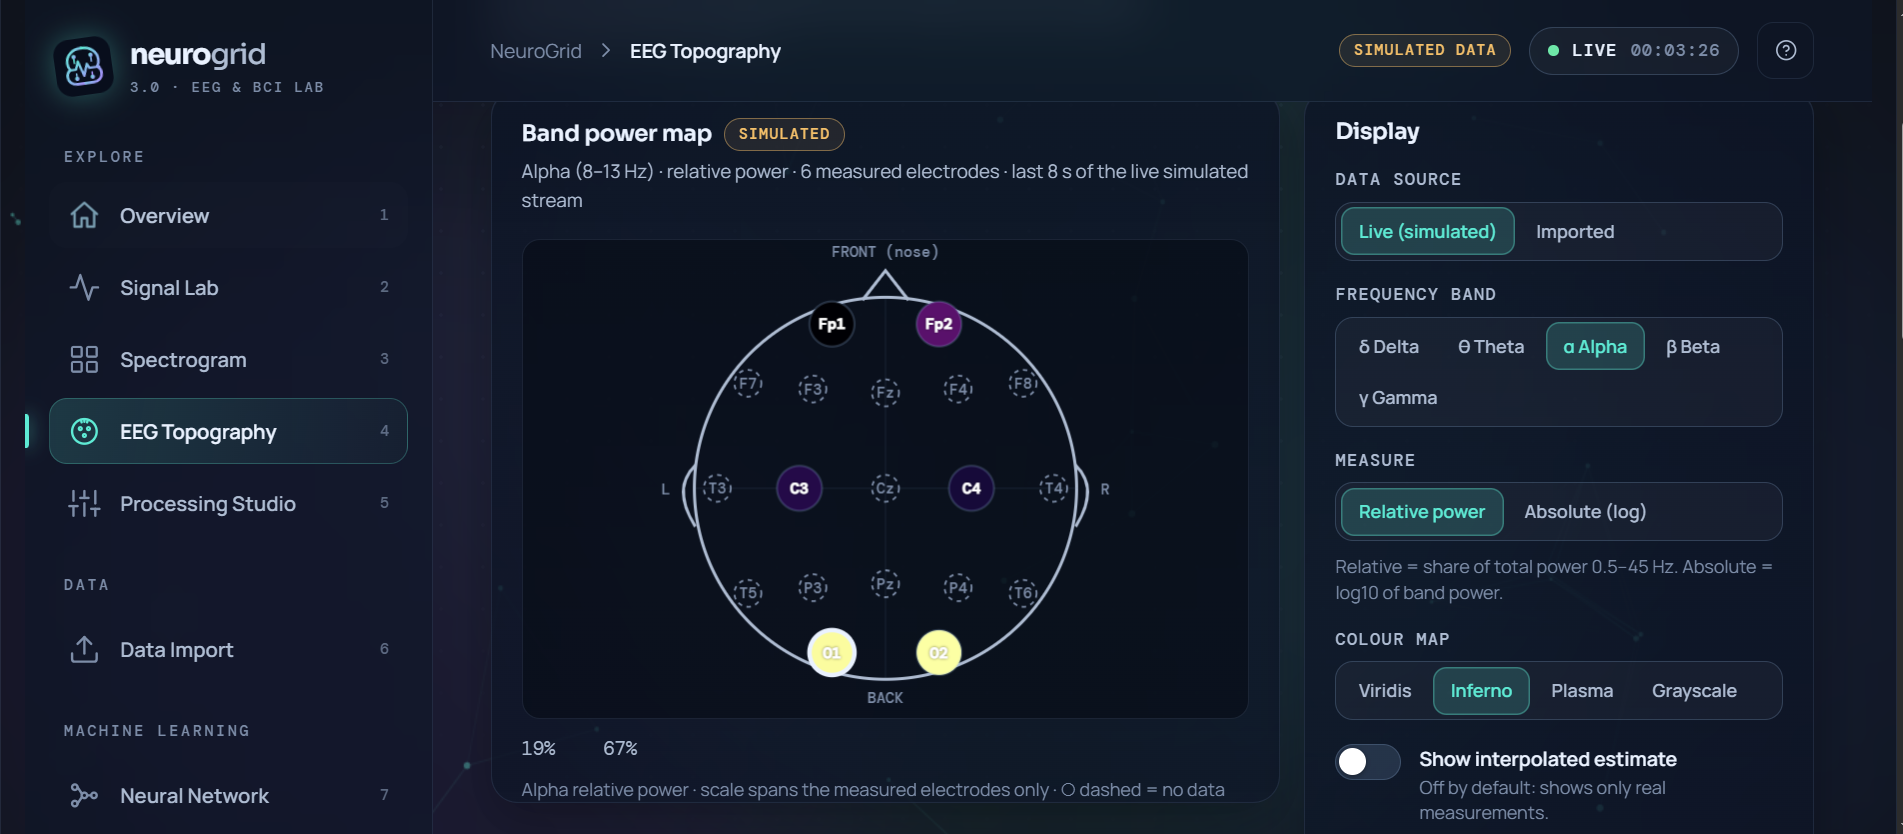 neurogrid
3.0 · EEG & BCI LAB
EXPLORE
Overview 1
Signal Lab 2
Spectrogram 3
EEG Topography 4
Processing Studio 5
DATA
Data Import 6
MACHINE LEARNING
Neural Network 7
NeuroGrid > EEG Topography
SIMULATED DATA
LIVE 00:03:26
Band power map SIMULATED
Alpha (8–13 Hz) · relative power · 6 measured electrodes · last 8 s of the live simulated
stream
FRONT (nose)
Fp1 Fp2
F7 F3 Fz F4 F8
L T3 C3 Cz C4 T4 R
T5 P3 Pz P4 T6
O1 O2
BACK
19% 67%
Alpha relative power · scale spans the measured electrodes only · ○ dashed = no data
Display
DATA SOURCE
Live (simulated) Imported
FREQUENCY BAND
δ Delta θ Theta α Alpha β Beta
γ Gamma
MEASURE
Relative power Absolute (log)
Relative = share of total power 0.5–45 Hz. Absolute =
log10 of band power.
COLOUR MAP
Viridis Inferno Plasma Grayscale
Show interpolated estimate
Off by default: shows only real
measurements.